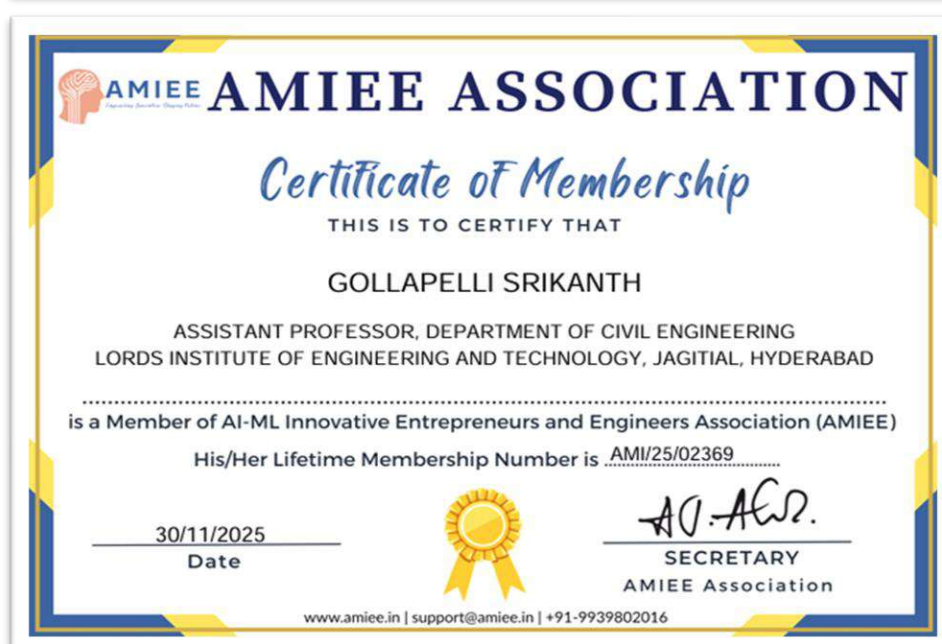 AMIEE AMIEE ASSOCIATION
Certificate of Membership
THIS IS TO CERTIFY THAT
GOLLAPELLI SRIKANTH
ASSISTANT PROFESSOR, DEPARTMENT OF CIVIL ENGINEERING
LORDS INSTITUTE OF ENGINEERING AND TECHNOLOGY, JAGITIAL, HYDERABAD
is a Member of AI-ML Innovative Entrepreneurs and Engineers Association (AMIEE)
His/Her Lifetime Membership Number is AMI/25/02369
30/11/2025
Date
SECRETARY
AMIEE Association
www.amiee.in | support@amiee.in | +91-9939802016